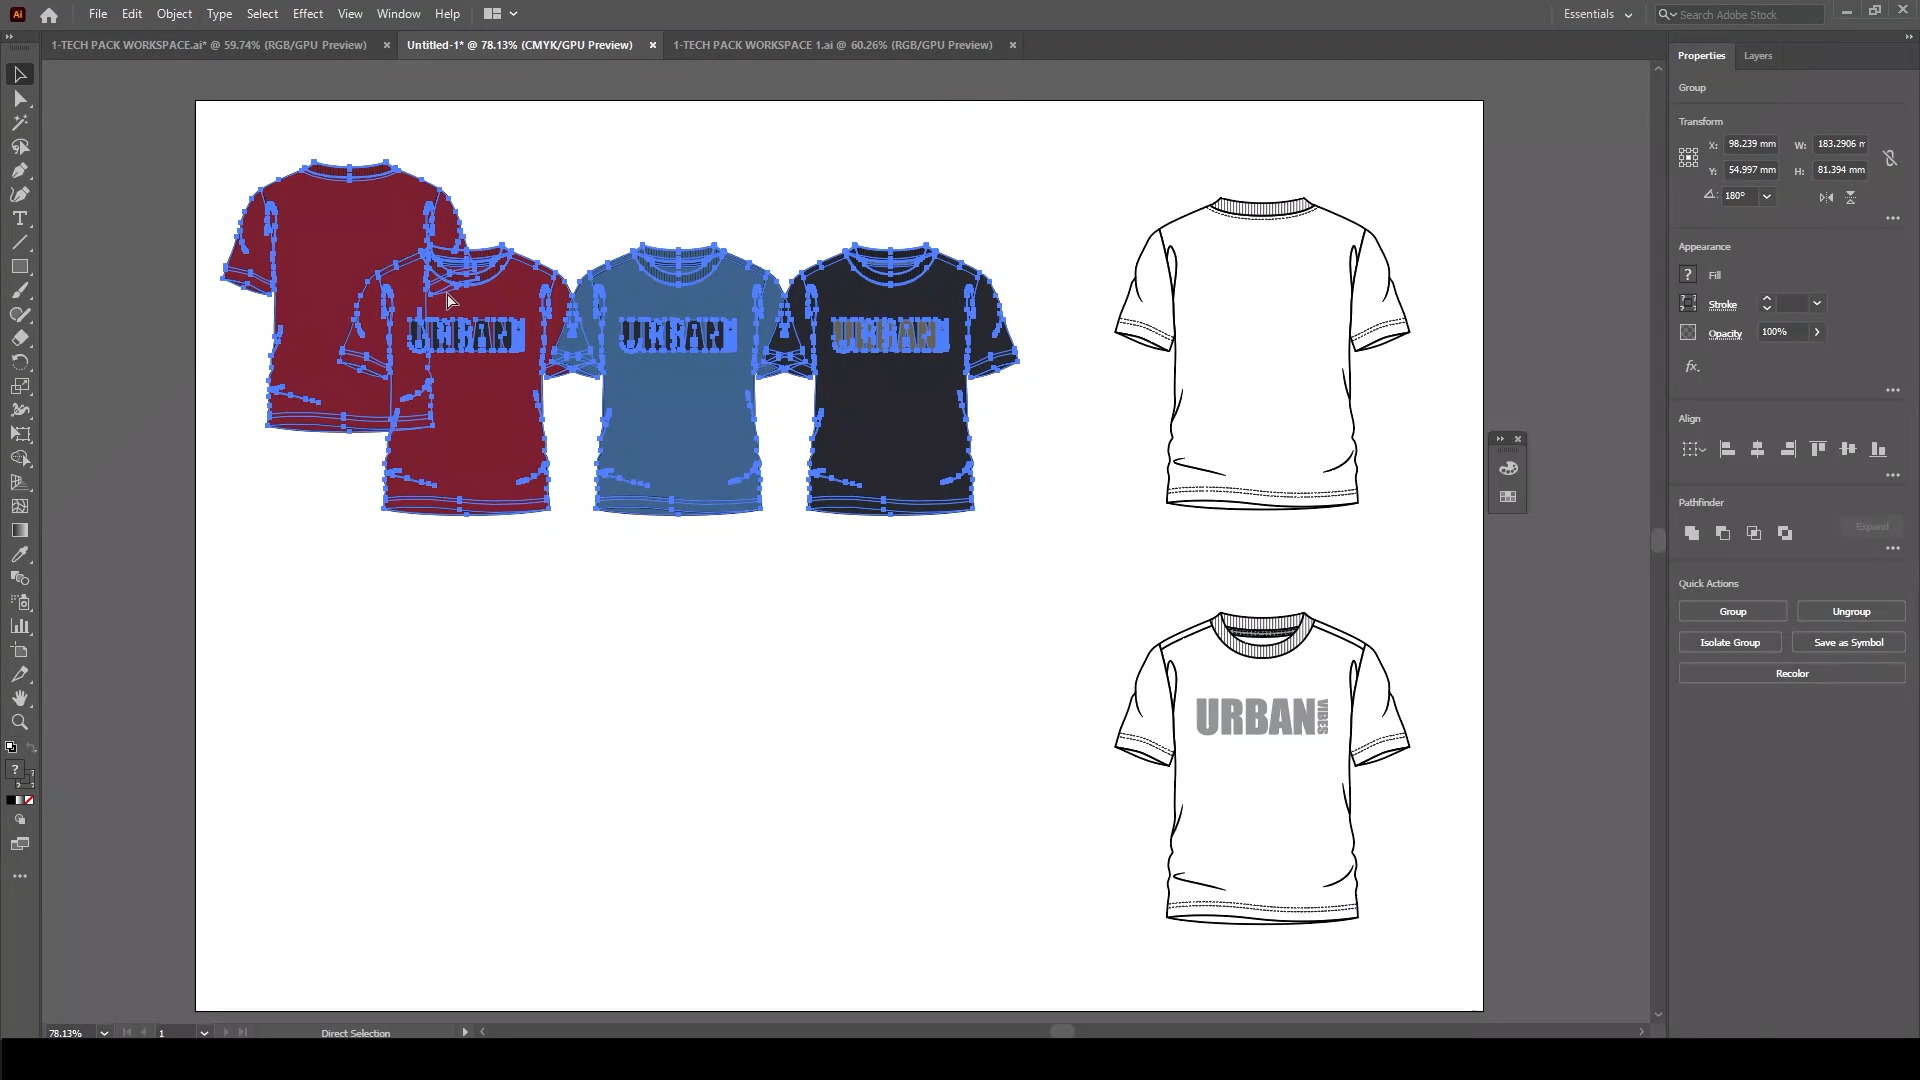 Ai File Edit Object Type Select Effect View Window Help Essentials Search Adobe Stock
1-TECH PACK WORKSPACE.ai* @ 59.74% (RGB/GPU Preview) × Untitled-1* @ 78.13% (CMYK/GPU Preview) × 1-TECH PACK WORKSPACE 1.ai @ 60.26% (RGB/GPU Preview) ×
Properties Layers
Group
Transform
X: 98.239 mm W: 183.2906 m
Y: 54.997 mm H: 81.394 mm
180°
Appearance
? Fill
Stroke
Opacity 100%
fx.
Align
Pathfinder
Expand
Quick Actions
Group Ungroup
Isolate Group Save as Symbol
Recolor
URBAN URBAN URBAN
URBAN VIBES
?
78.13% 1 Direct Selection